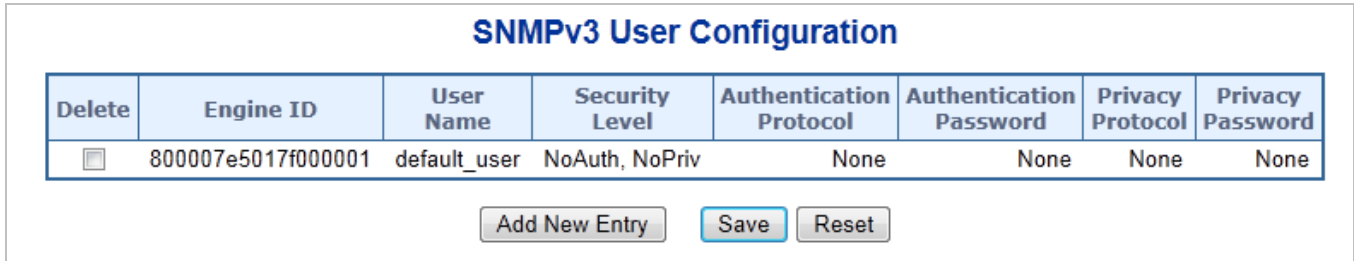 SNMPv3 User Configuration
Delete Engine ID User Name Security Level Authentication Protocol Authentication Password Privacy Protocol Privacy Password
800007e5017f000001 default_user NoAuth, NoPriv None None None None
Add New Entry Save Reset